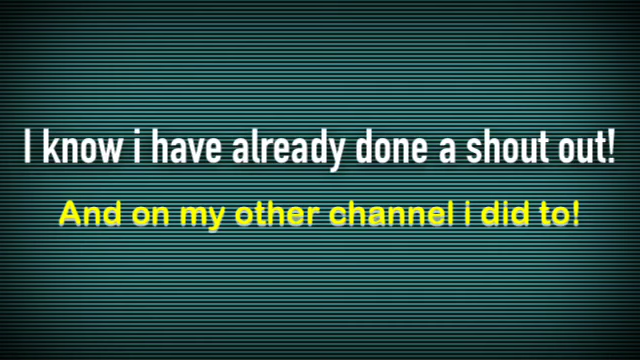 I know i have already done a shout out!
And on my other channel i did to!